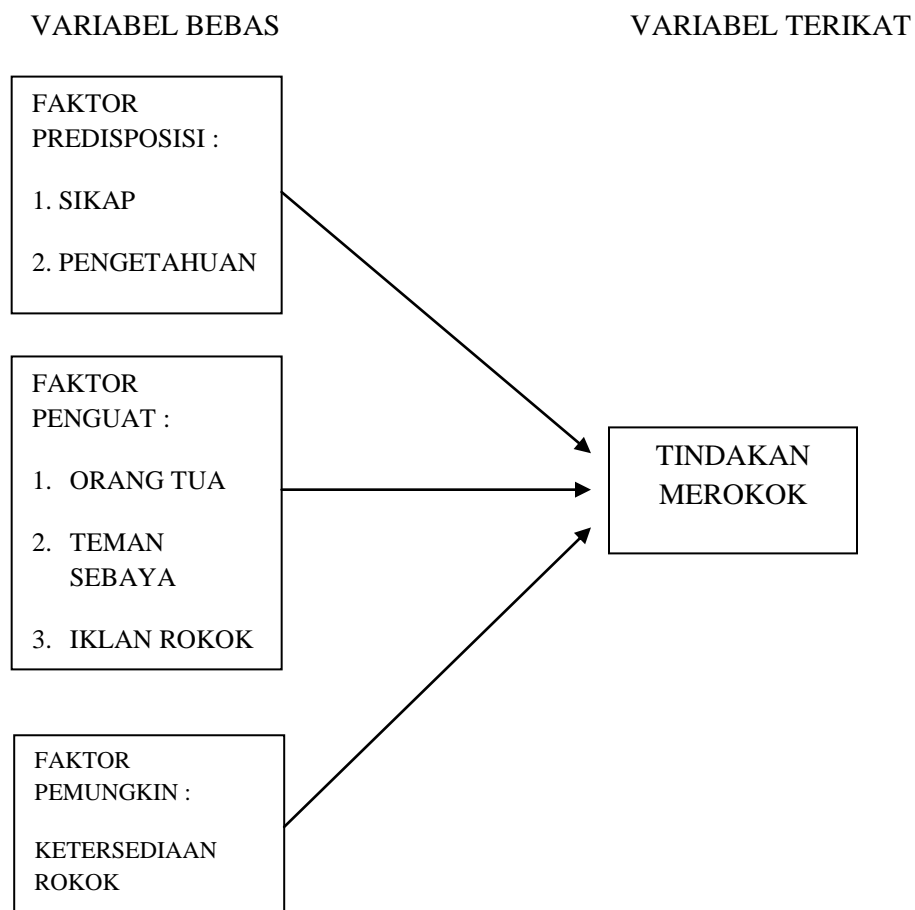 VARIABEL BEBAS
VARIABEL TERIKAT
FAKTOR
PREDISPOSISI :
1. SIKAP
2. PENGETAHUAN
FAKTOR
PENGUAT :
1. ORANG TUA
2. TEMAN
SEBAYA
3. IKLAN ROKOK
FAKTOR
PEMUNGKIN :
KETERSEDIAAN
ROKOK
TINDAKAN
MEROKOK